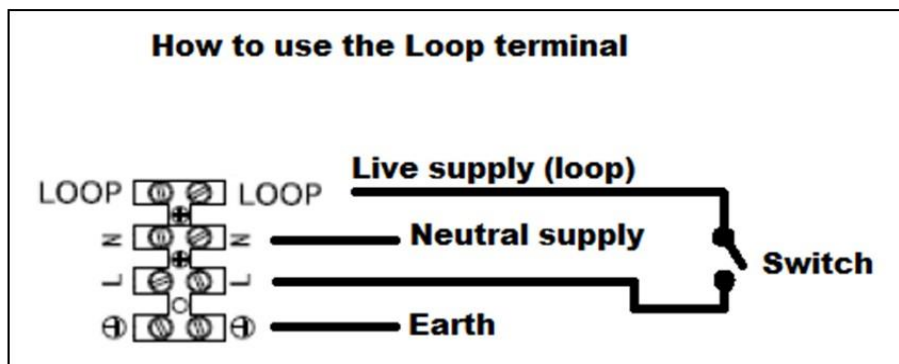 How to use the Loop terminal
Live supply (loop)
LOOP LOOP
N N Neutral supply
L L Switch
Earth